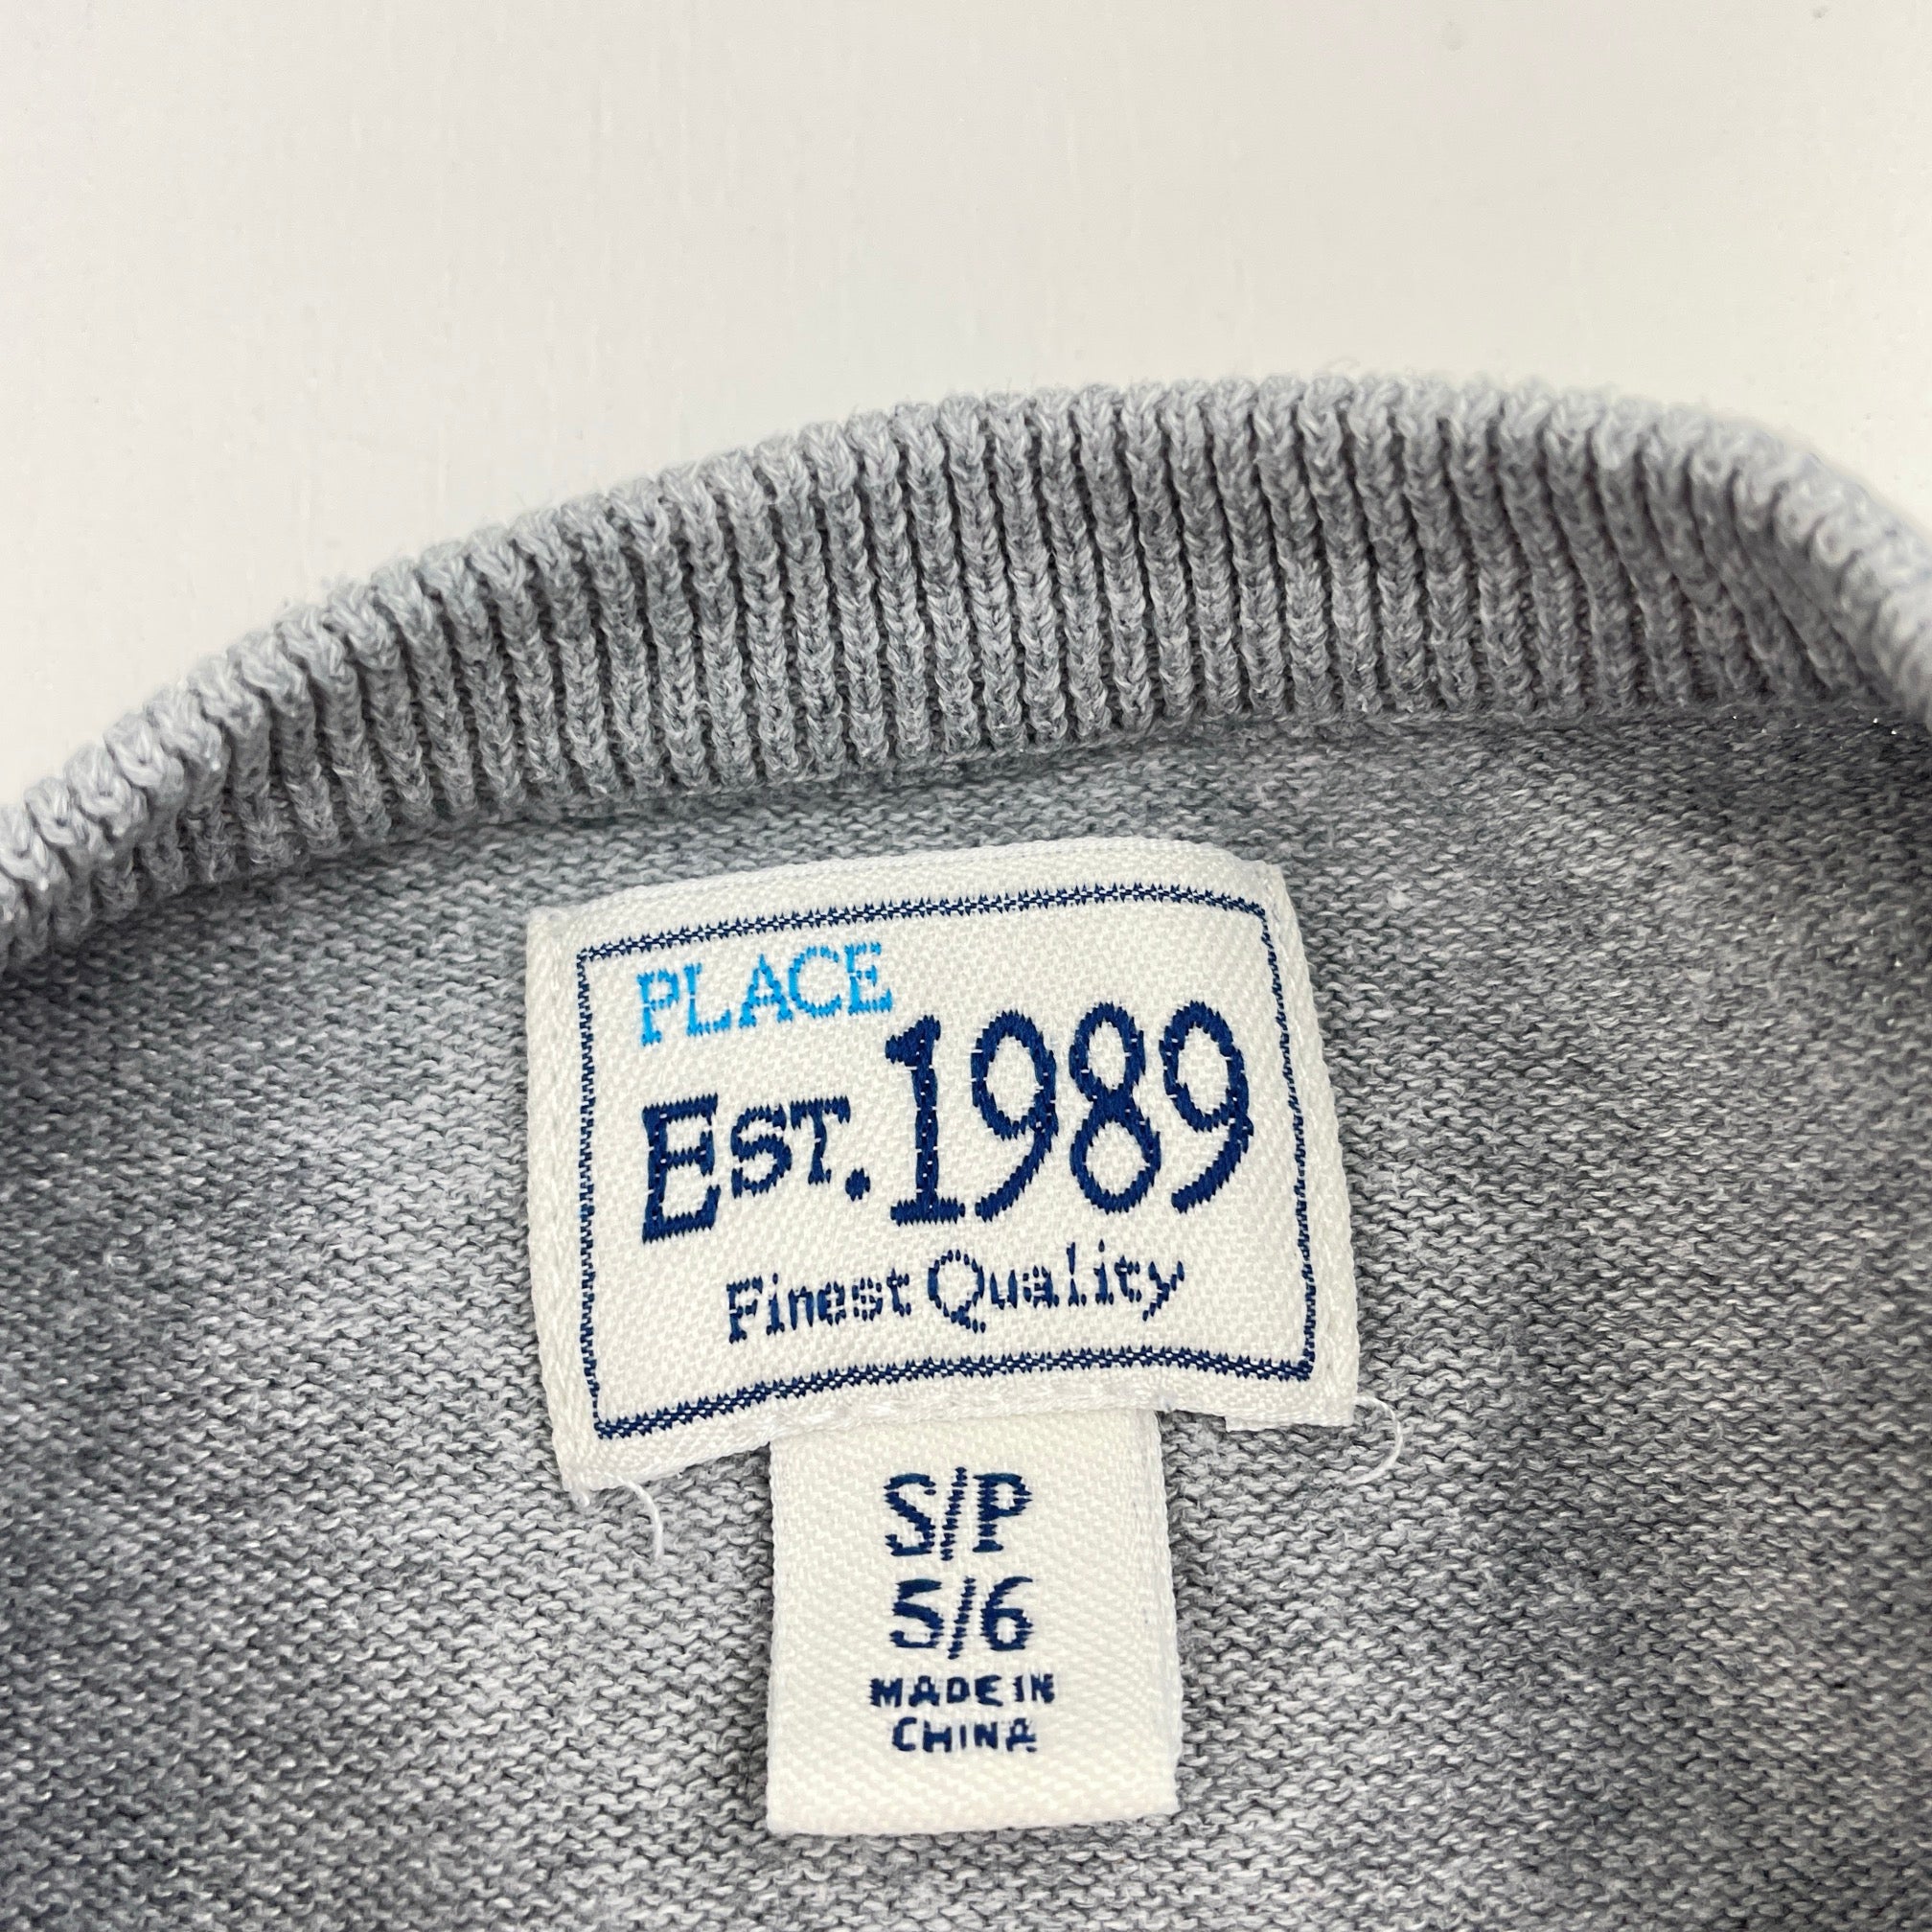 PLACE
EST. 1989
Finest Quality
S/P
5/6
MADE IN
CHINA